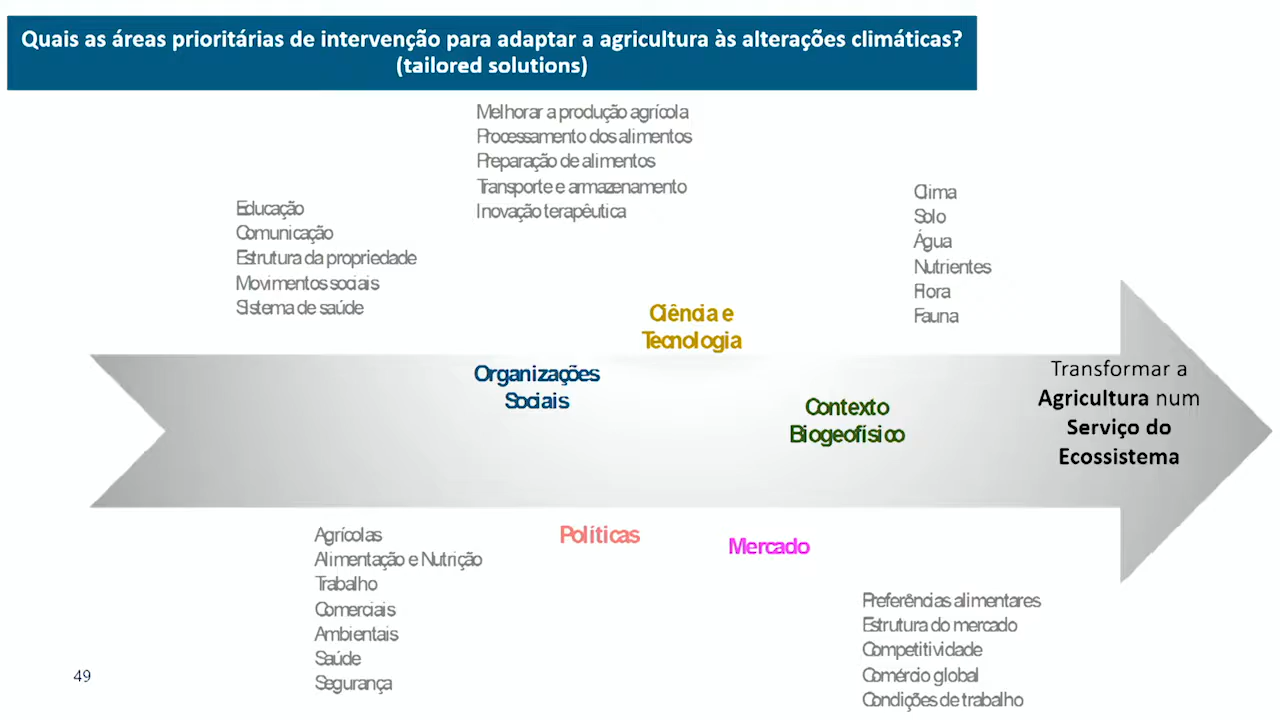 Quais as áreas prioritárias de intervenção para adaptar a agricultura às alterações climáticas?
(tailored solutions)
Melhorar a produção agrícola
Processamento dos alimentos
Preparação de alimentos
Transporte e armazenamento
Inovação terapêutica
Educação
Comunicação
Estrutura da propriedade
Movimentos sociais
Sistema de saúde
Clima
Solo
Água
Nutrientes
Flora
Fauna
Ciência e
Tecnologia
Organizações
Sociais
Contexto
Biogeofísico
Transformar a
Agricultura num
Serviço do
Ecossistema
Políticas
Mercado
Agrícolas
Alimentação e Nutrição
Trabalho
Comerciais
Ambientais
Saúde
Segurança
Preferências alimentares
Estrutura do mercado
Competitividade
Comércio global
Condições de trabalho
49